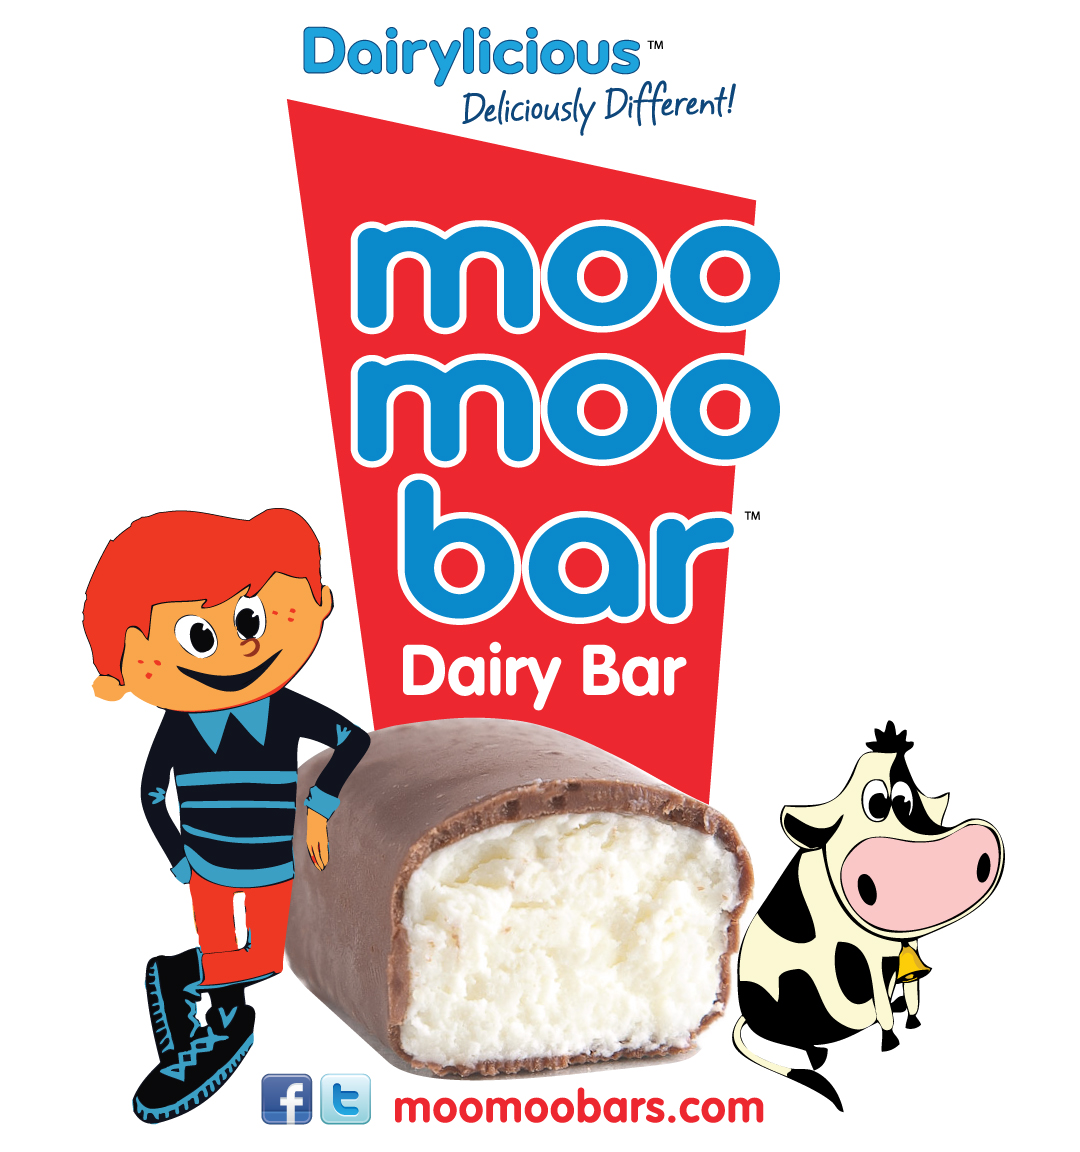 Dairylicious™
Deliciously Different!
moo
moo
bar™
Dairy Bar
f t moomoobars.com